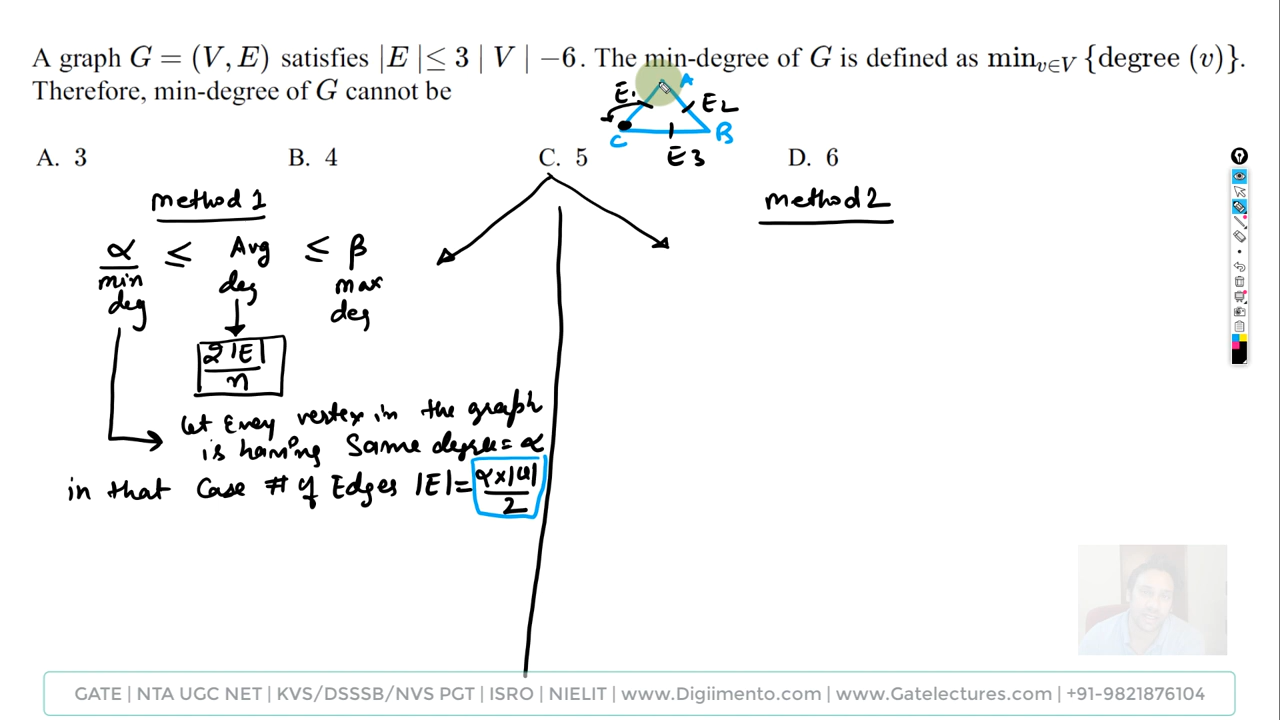 A graph G = (V, E) satisfies |E| ≤ 3 | V | −6. The min-degree of G is defined as min_{v∈V} {degree (v)}.
Therefore, min-degree of G cannot be
A
E1
E2
C
B
E3
A. 3 B. 4 C. 5 D. 6
method 1
method 2
α ≤ Avg ≤ β
min deg max
deg deg
2|E|
n
let Every vertex in the graph
is having Same degree = α
in that Case # of Edges |E| = α×|V|
2
GATE | NTA UGC NET | KVS/DSSSB/NVS PGT | ISRO | NIELIT | www.Digiimento.com | www.Gatelectures.com | +91-9821876104